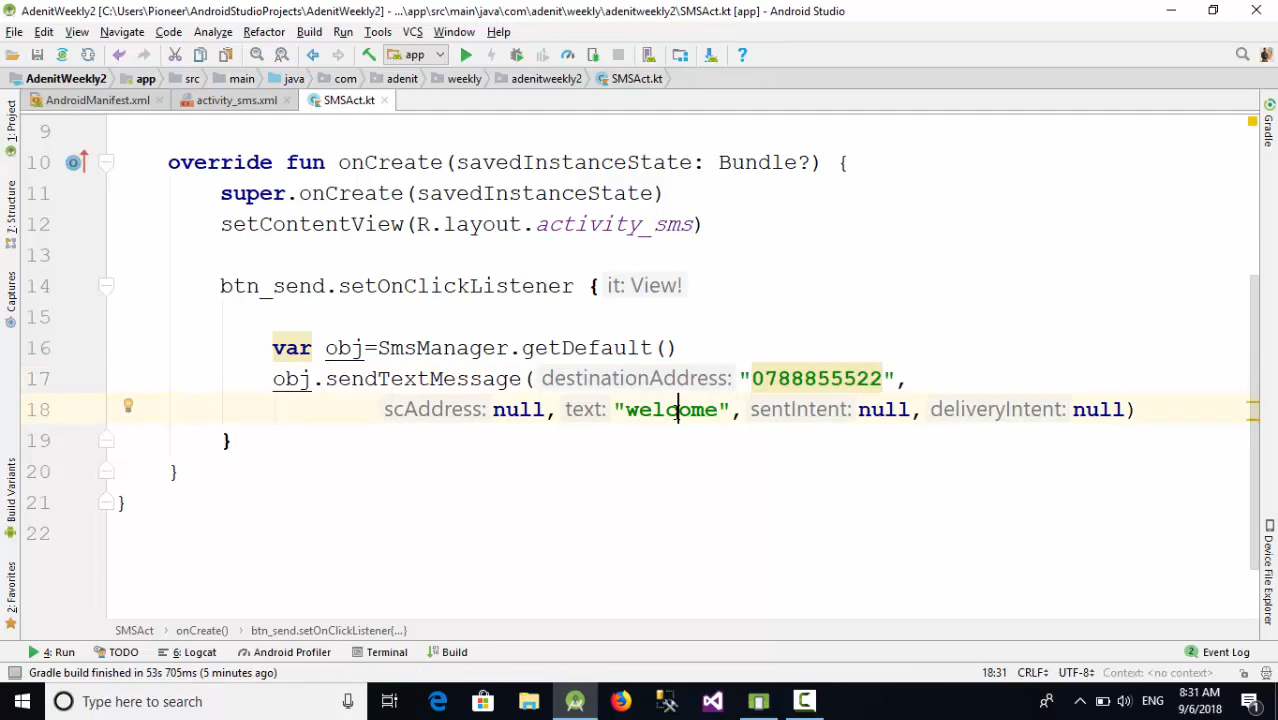 AdenitWeekly2 [C:\Users\Pioneer\AndroidStudioProjects\AdenitWeekly2] - ...\app\src\main\java\com\adenit\weekly\adenitweekly2\SMSAct.kt [app] - Android Studio
File Edit View Navigate Code Analyze Refactor Build Run Tools VCS Window Help
app
AdenitWeekly2 app src main java com adenit weekly adenitweekly2 SMSAct.kt
AndroidManifest.xml activity_sms.xml SMSAct.kt
1: Project
7: Structure
Captures
Build Variants
2: Favorites
Gradle
Device File Explorer
9
10 override fun onCreate(savedInstanceState: Bundle?) {
11 super.onCreate(savedInstanceState)
12 setContentView(R.layout.activity_sms)
13
14 btn_send.setOnClickListener { it: View!
15
16 var obj=SmsManager.getDefault()
17 obj.sendTextMessage( destinationAddress: "0788855522",
18 scAddress: null, text: "welcome", sentIntent: null, deliveryIntent: null)
19 }
20 }
21 }
22
SMSAct onCreate() btn_send.setOnClickListener{...}
4: Run TODO 6: Logcat Android Profiler Terminal Build 2 Event Log
Gradle build finished in 53s 705ms (5 minutes ago) 18:31 CRLF÷ UTF-8÷ Context: <no context>
Type here to search ENG 8:31 AM
9/6/2018 1